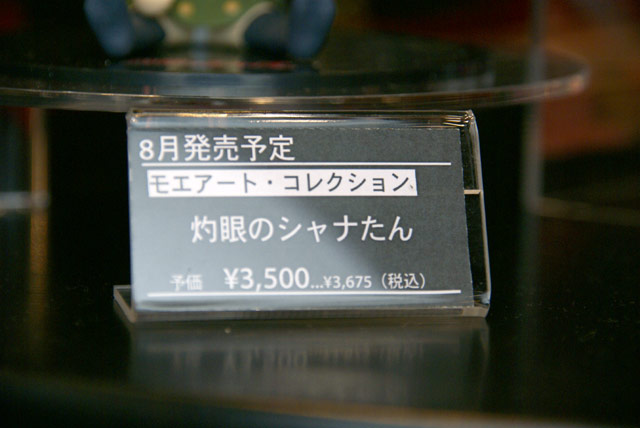 8月発売予定
モエアート・コレクション
灼眼のシャナたん
予価 ¥3,500...¥3,675（税込）